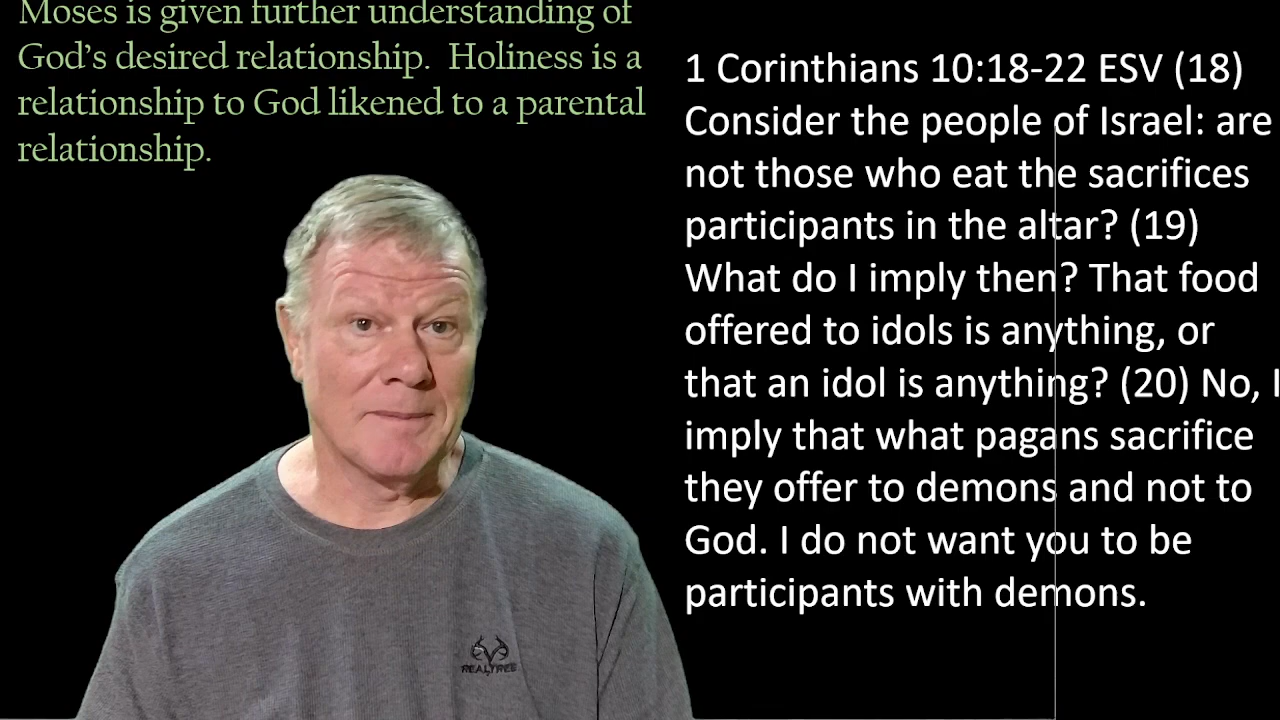 Moses is given further understanding of
God's desired relationship.  Holiness is a
relationship to God likened to a parental
relationship.
1 Corinthians 10:18-22 ESV (18)
Consider the people of Israel: are
not those who eat the sacrifices
participants in the altar? (19)
What do I imply then? That food
offered to idols is anything, or
that an idol is anything? (20) No, I
imply that what pagans sacrifice
they offer to demons and not to
God. I do not want you to be
participants with demons.
REALTREE